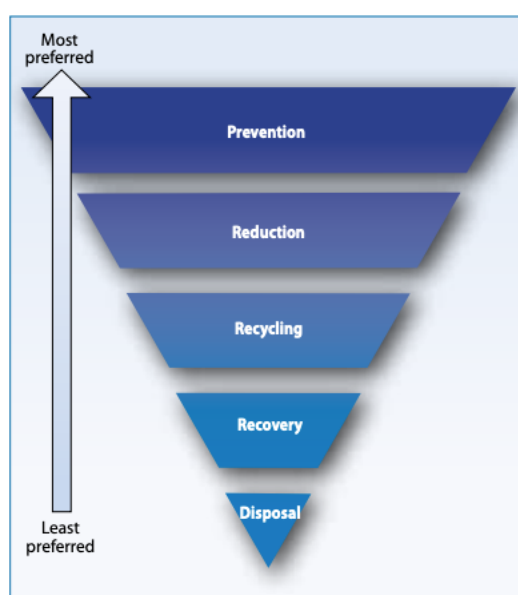 Most
preferred
Prevention
Reduction
Recycling
Recovery
Disposal
Least
preferred